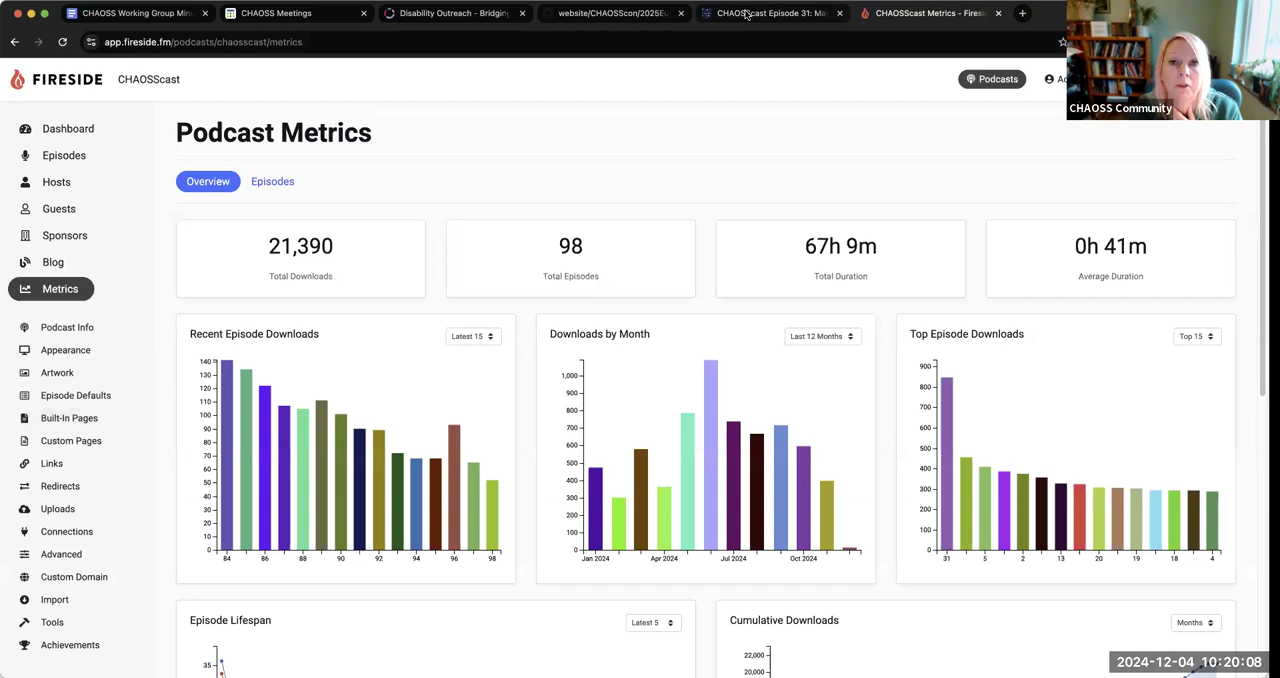 CHAOSS Working Group Min
CHAOSS Meetings
Disability Outreach - Bridging
website/CHAOSScon/2025Eu
CHAOSScast Episode 31: M
CHAOSScast Metrics - Firesi
app.fireside.fm/podcasts/chaosscast/metrics
FIRESIDE
CHAOSScast
Podcasts
CHAOSS Community
Dashboard
Episodes
Hosts
Guests
Sponsors
Blog
Metrics
Podcast Info
Appearance
Artwork
Episode Defaults
Built-In Pages
Custom Pages
Links
Redirects
Uploads
Connections
Advanced
Custom Domain
Import
Tools
Achievements
Podcast Metrics
Overview
Episodes
21,390
Total Downloads
98
Total Episodes
67h 9m
Total Duration
0h 41m
Average Duration
Recent Episode Downloads
Latest 15
140
130
120
110
100
90
80
70
60
50
40
30
20
10
0
84 86 88 90 92 94 96 98
Downloads by Month
Last 12 Months
1,000
900
800
700
600
500
400
300
200
100
0
Jan 2024 Apr 2024 Jul 2024 Oct 2024
Top Episode Downloads
Top 15
900
800
700
600
500
400
300
200
100
0
31 5 2 13 20 19 18 4
Episode Lifespan
Latest 5
35
Cumulative Downloads
Months
22,000
20,000
2024-12-04 10:20:08